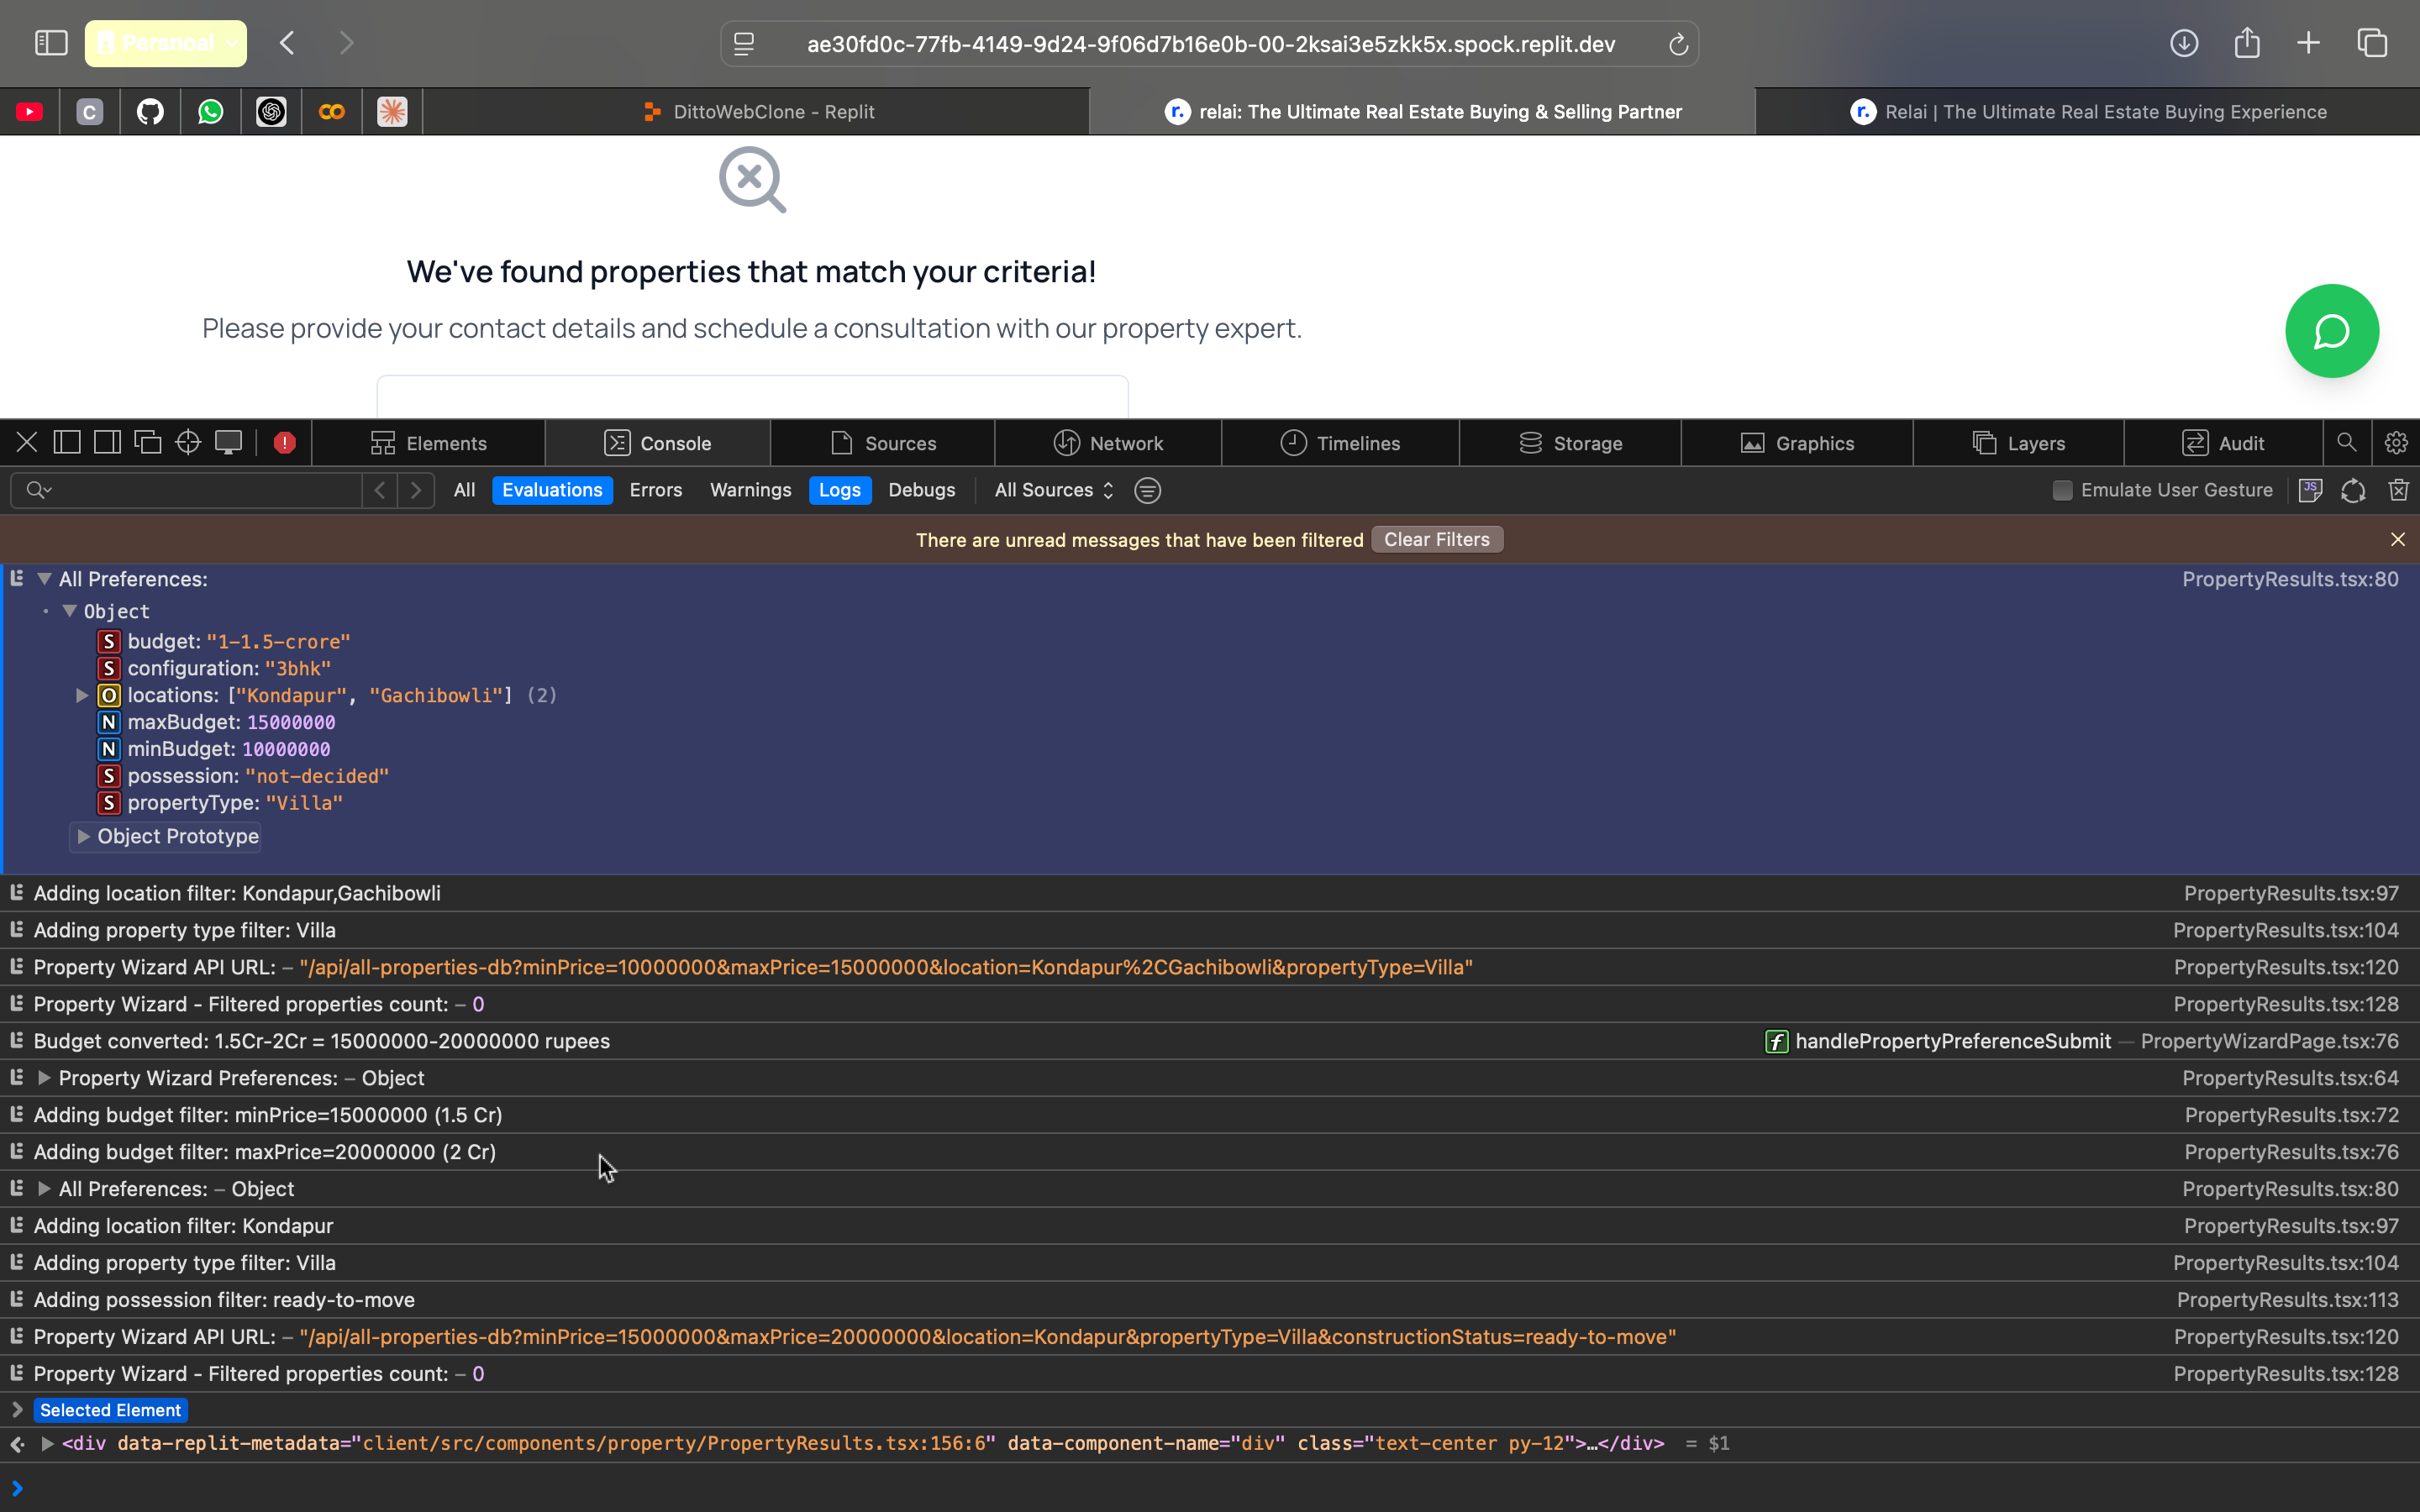 Persnoal
ae30fd0c-77fb-4149-9d24-9f06d7b16e0b-00-2ksai3e5zkk5x.spock.replit.dev
C
DittoWebClone - Replit
r. relai: The Ultimate Real Estate Buying & Selling Partner
r. Relai | The Ultimate Real Estate Buying Experience
We've found properties that match your criteria!
Please provide your contact details and schedule a consultation with our property expert.
Elements Console Sources Network Timelines Storage Graphics Layers Audit
All Evaluations Errors Warnings Logs Debugs All Sources Emulate User Gesture JS
There are unread messages that have been filtered Clear Filters
All Preferences: PropertyResults.tsx:80
Object
S budget: "1-1.5-crore"
S configuration: "3bhk"
O locations: ["Kondapur", "Gachibowli"] (2)
N maxBudget: 15000000
N minBudget: 10000000
S possession: "not-decided"
S propertyType: "Villa"
Object Prototype
Adding location filter: Kondapur,Gachibowli PropertyResults.tsx:97
Adding property type filter: Villa PropertyResults.tsx:104
Property Wizard API URL: – "/api/all-properties-db?minPrice=10000000&maxPrice=15000000&location=Kondapur%2CGachibowli&propertyType=Villa" PropertyResults.tsx:120
Property Wizard - Filtered properties count: – 0 PropertyResults.tsx:128
Budget converted: 1.5Cr-2Cr = 15000000-20000000 rupees f handlePropertyPreferenceSubmit — PropertyWizardPage.tsx:76
Property Wizard Preferences: – Object PropertyResults.tsx:64
Adding budget filter: minPrice=15000000 (1.5 Cr) PropertyResults.tsx:72
Adding budget filter: maxPrice=20000000 (2 Cr) PropertyResults.tsx:76
All Preferences: – Object PropertyResults.tsx:80
Adding location filter: Kondapur PropertyResults.tsx:97
Adding property type filter: Villa PropertyResults.tsx:104
Adding possession filter: ready-to-move PropertyResults.tsx:113
Property Wizard API URL: – "/api/all-properties-db?minPrice=15000000&maxPrice=20000000&location=Kondapur&propertyType=Villa&constructionStatus=ready-to-move" PropertyResults.tsx:120
Property Wizard - Filtered properties count: – 0 PropertyResults.tsx:128
Selected Element
<div data-replit-metadata="client/src/components/property/PropertyResults.tsx:156:6" data-component-name="div" class="text-center py-12">…</div> = $1